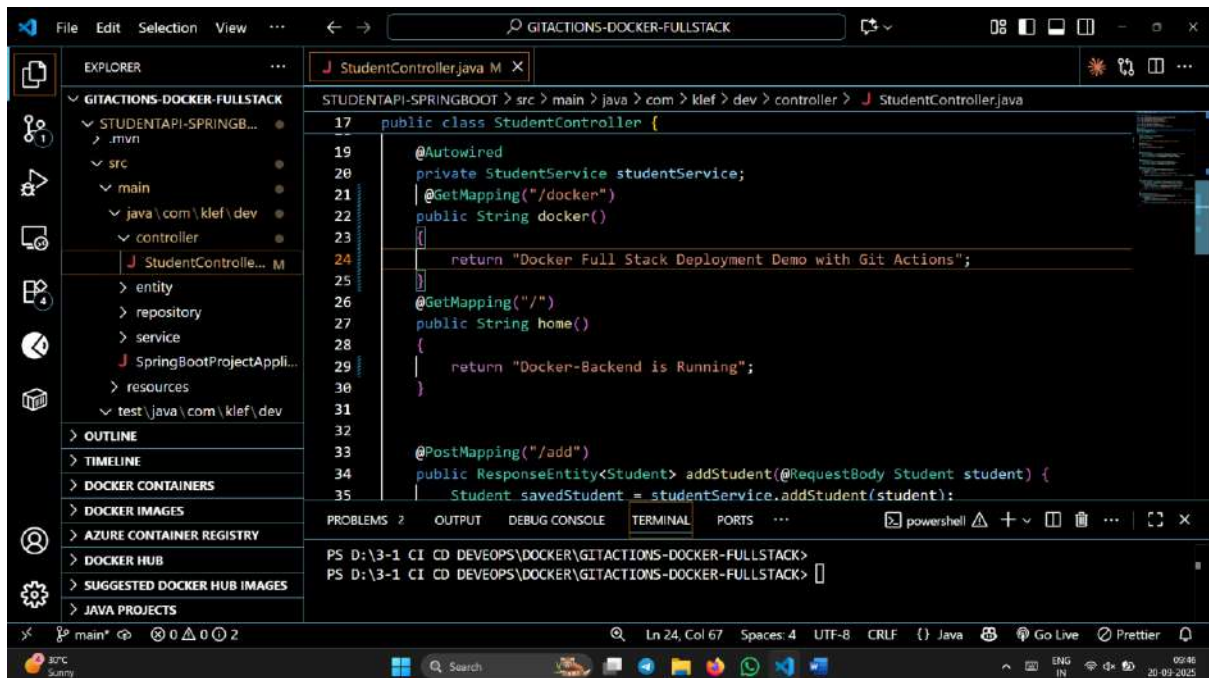 File Edit Selection View ··· GITACTIONS-DOCKER-FULLSTACK
EXPLORER ···
GITACTIONS-DOCKER-FULLSTACK
STUDENTAPI-SPRINGB...
.mvn
src
main
java\com\klef\dev
controller
J StudentControlle... M
entity
repository
service
J SpringBootProjectAppli...
resources
test\java\com\klef\dev
OUTLINE
TIMELINE
DOCKER CONTAINERS
DOCKER IMAGES
AZURE CONTAINER REGISTRY
DOCKER HUB
SUGGESTED DOCKER HUB IMAGES
JAVA PROJECTS
1
4
J StudentController.java M
STUDENTAPI-SPRINGBOOT > src > main > java > com > klef > dev > controller > J StudentController.java
17 public class StudentController {
19 @Autowired
20 private StudentService studentService;
21 @GetMapping("/docker")
22 public String docker()
23 {
24 return "Docker Full Stack Deployment Demo with Git Actions";
25 }
26 @GetMapping("/")
27 public String home()
28 {
29 return "Docker-Backend is Running";
30 }
31
32
33 @PostMapping("/add")
34 public ResponseEntity<Student> addStudent(@RequestBody Student student) {
35 Student savedStudent = studentService.addStudent(student);
PROBLEMS 2 OUTPUT DEBUG CONSOLE TERMINAL PORTS ··· powershell
PS D:\3-1 CI CD DEVEOPS\DOCKER\GITACTIONS-DOCKER-FULLSTACK>
PS D:\3-1 CI CD DEVEOPS\DOCKER\GITACTIONS-DOCKER-FULLSTACK>
main* 0 0 2 Ln 24, Col 67 Spaces: 4 UTF-8 CRLF {} Java Go Live Prettier
30°C
Sunny
Search
ENG
IN
09:46
20-09-2025